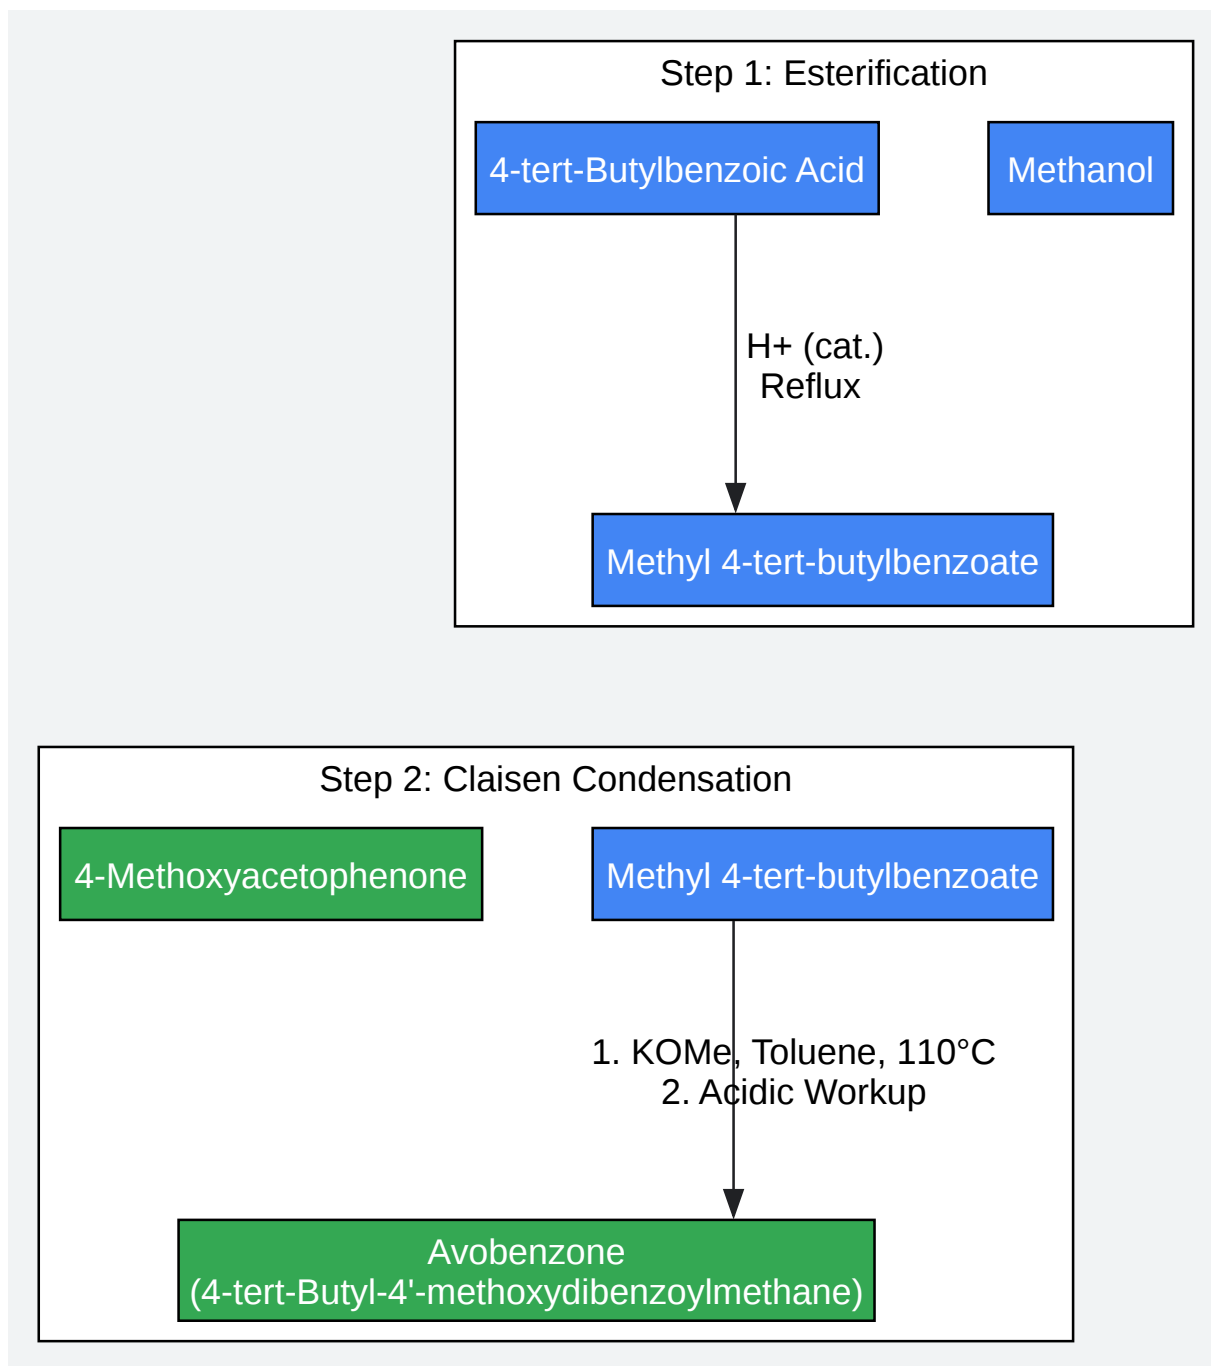 Step 1: Esterification
4-tert-Butylbenzoic Acid
Methanol
H+ (cat.)
Reflux
Methyl 4-tert-butylbenzoate
Step 2: Claisen Condensation
4-Methoxyacetophenone
Methyl 4-tert-butylbenzoate
1. KOMe, Toluene, 110°C
2. Acidic Workup
Avobenzone
(4-tert-Butyl-4'-methoxydibenzoylmethane)